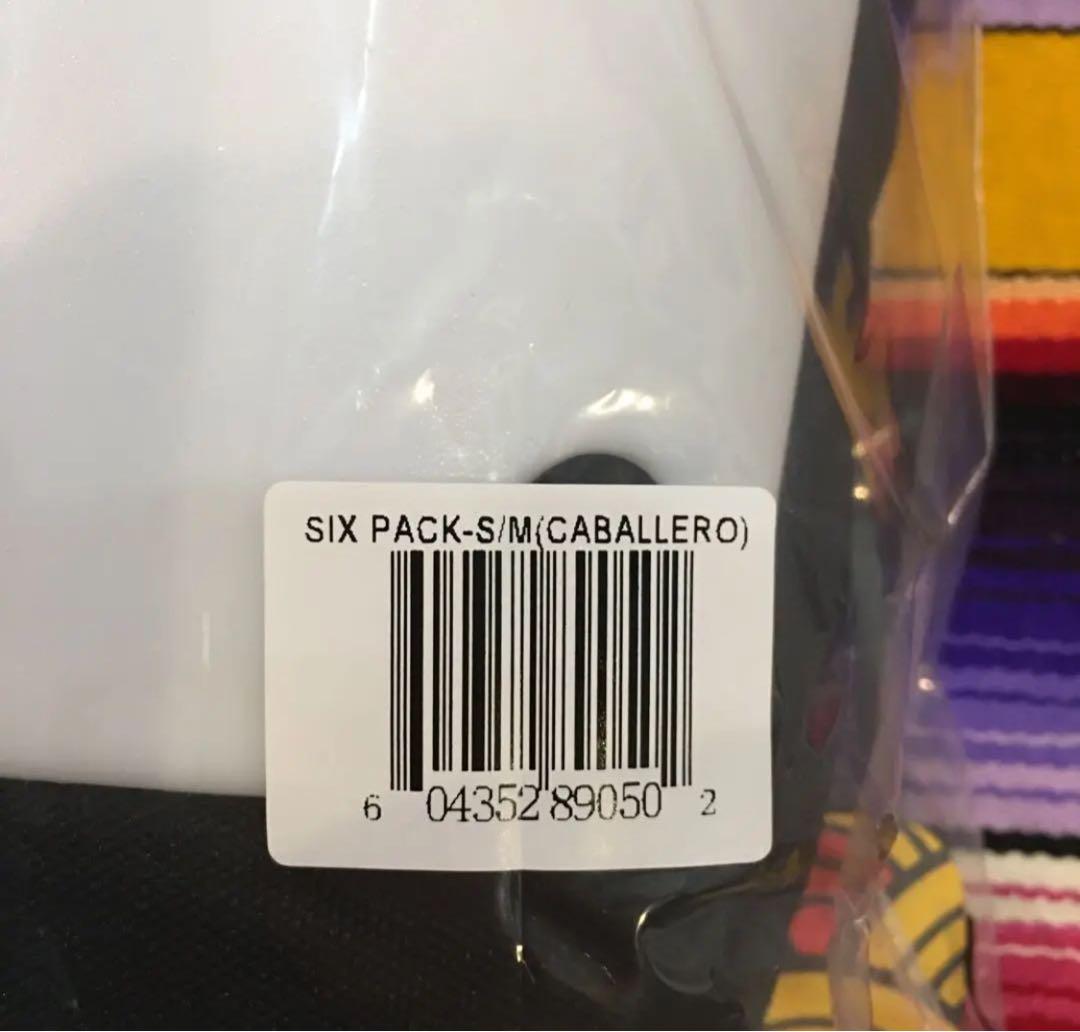 SIX PACK-S/M(CABALLERO)
6 04352 89050 2